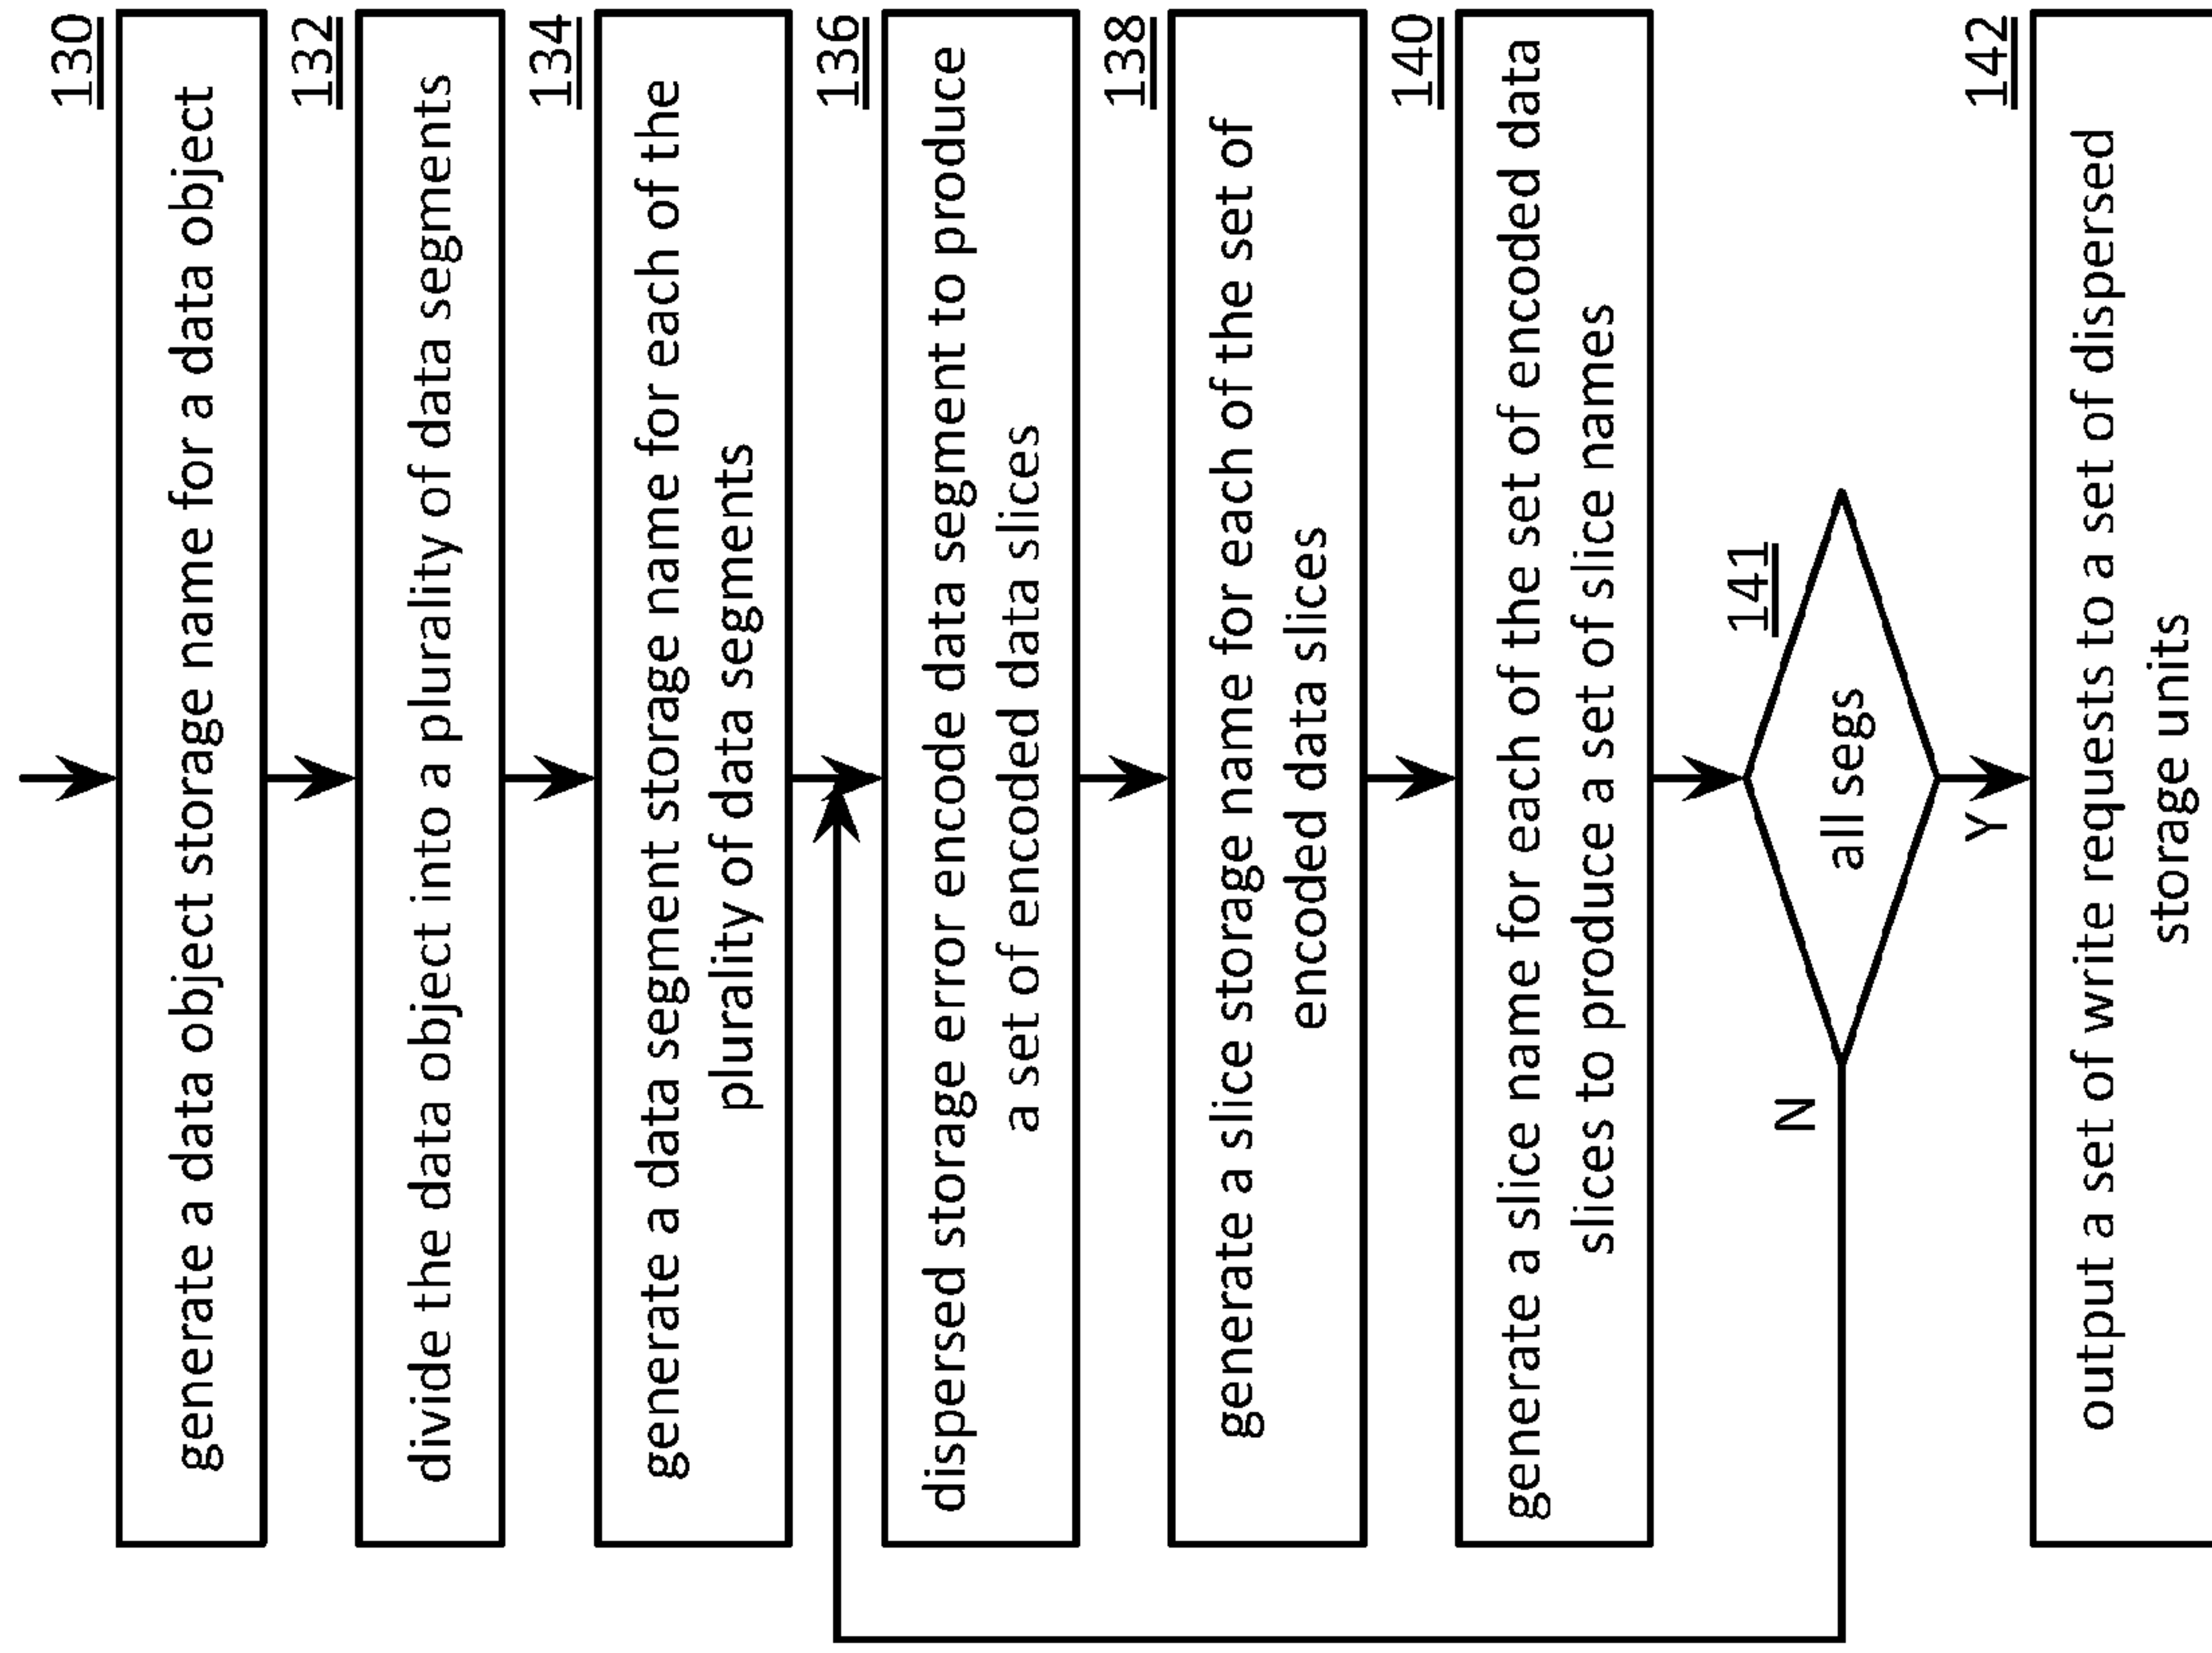 130
generate a data object storage name for a data object
132
divide the data object into a plurality of data segments
134
generate a data segment storage name for each of the
plurality of data segments
136
dispersed storage error encode data segment to produce
a set of encoded data slices
138
generate a slice storage name for each of the set of
encoded data slices
140
generate a slice name for each of the set of encoded data
slices to produce a set of slice names
141
all segs
N
Y
142
output a set of write requests to a set of dispersed
storage units